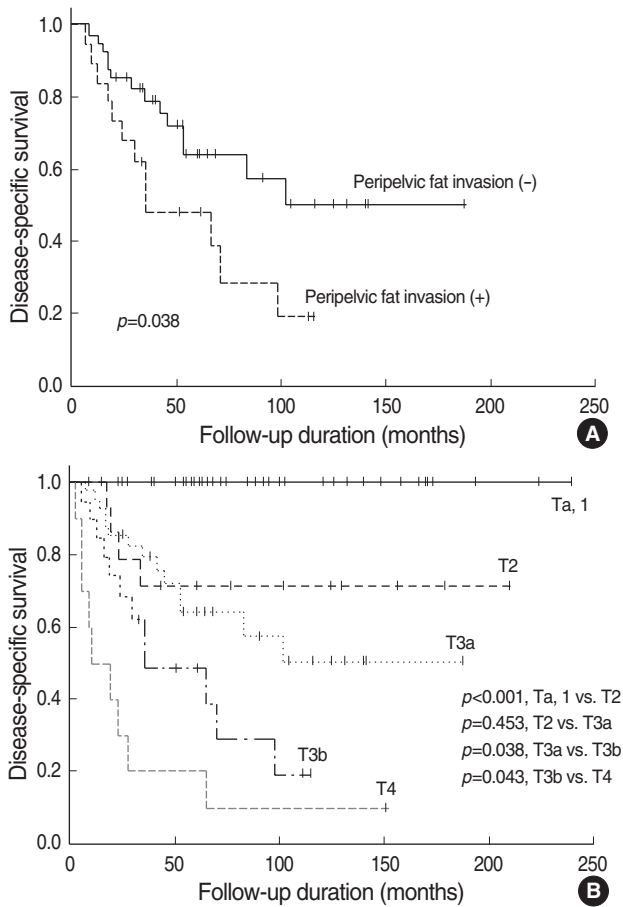 1.0
0.8
0.6
0.4
0.2
0.0
Disease-specific survival
Peripelvic fat invasion (−)
Peripelvic fat invasion (+)
p=0.038
0 50 100 150 200 250
Follow-up duration (months)
A
1.0
0.8
0.6
0.4
0.2
0.0
Disease-specific survival
Ta, 1
T2
T3a
T3b
T4
p<0.001, Ta, 1 vs. T2
p=0.453, T2 vs. T3a
p=0.038, T3a vs. T3b
p=0.043, T3b vs. T4
0 50 100 150 200 250
Follow-up duration (months)
B